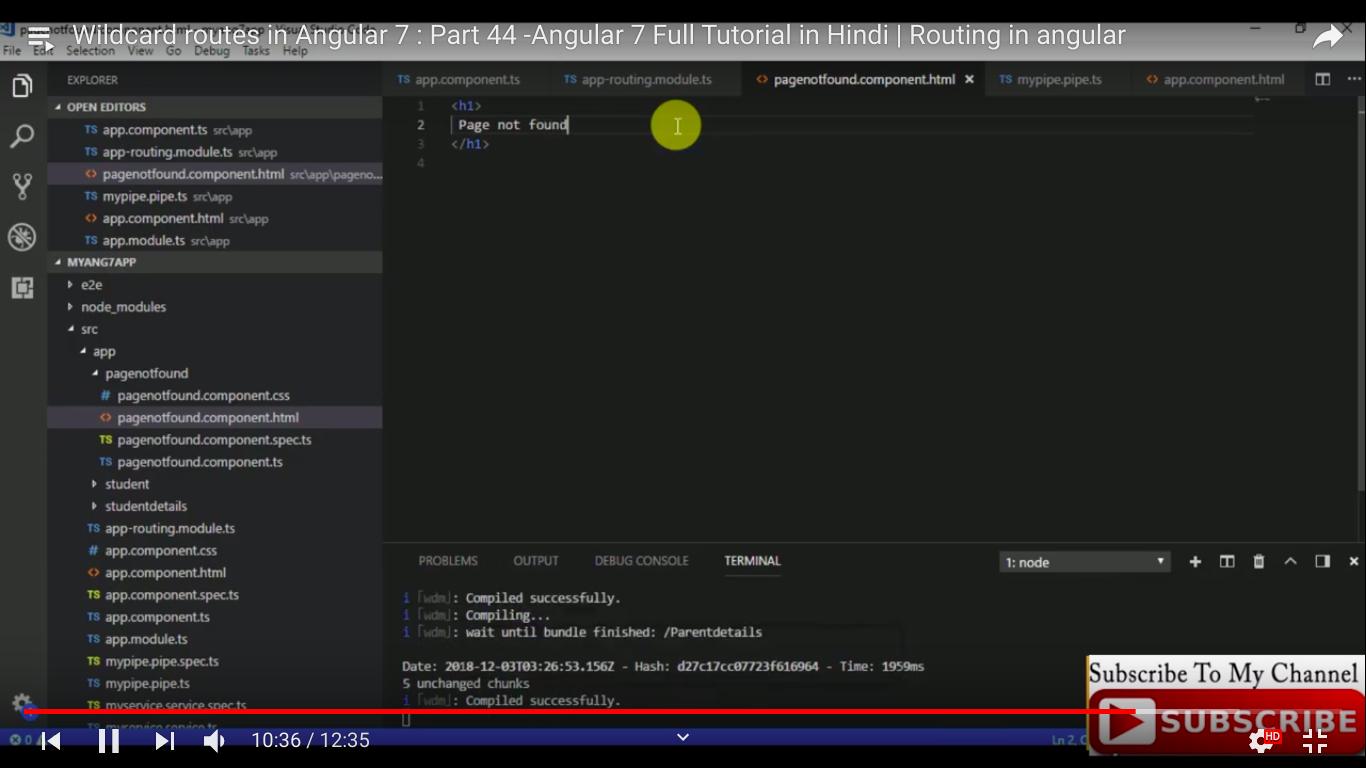 Wildcard routes in Angular 7 : Part 44 -Angular 7 Full Tutorial in Hindi | Routing in angular
File Edit Selection View Go Debug Tasks Help
EXPLORER
OPEN EDITORS
TS app.component.ts src\app
TS app-routing.module.ts src\app
<> pagenotfound.component.html src\app\pageno...
TS mypipe.pipe.ts src\app
<> app.component.html src\app
TS app.module.ts src\app
MYANG7APP
e2e
node_modules
src
app
pagenotfound
# pagenotfound.component.css
<> pagenotfound.component.html
TS pagenotfound.component.spec.ts
TS pagenotfound.component.ts
student
studentdetails
TS app-routing.module.ts
# app.component.css
<> app.component.html
TS app.component.spec.ts
TS app.component.ts
TS app.module.ts
TS mypipe.pipe.spec.ts
TS mypipe.pipe.ts
TS myservice.service.spec.ts
TS myservice.service.ts
TS app.component.ts TS app-routing.module.ts <> pagenotfound.component.html × TS mypipe.pipe.ts <> app.component.html
1 <h1>
2 Page not found
3 </h1>
4
PROBLEMS OUTPUT DEBUG CONSOLE TERMINAL 1: node
i ｢wdm｣: Compiled successfully.
i ｢wdm｣: Compiling...
i ｢wdm｣: wait until bundle finished: /Parentdetails
Date: 2018-12-03T03:26:53.156Z - Hash: d27c17cc07723f616964 - Time: 1959ms
5 unchanged chunks
i ｢wdm｣: Compiled successfully.
Subscribe To My Channel
SUBSCRIBE
0
10:36 / 12:35
Ln 2,
HD